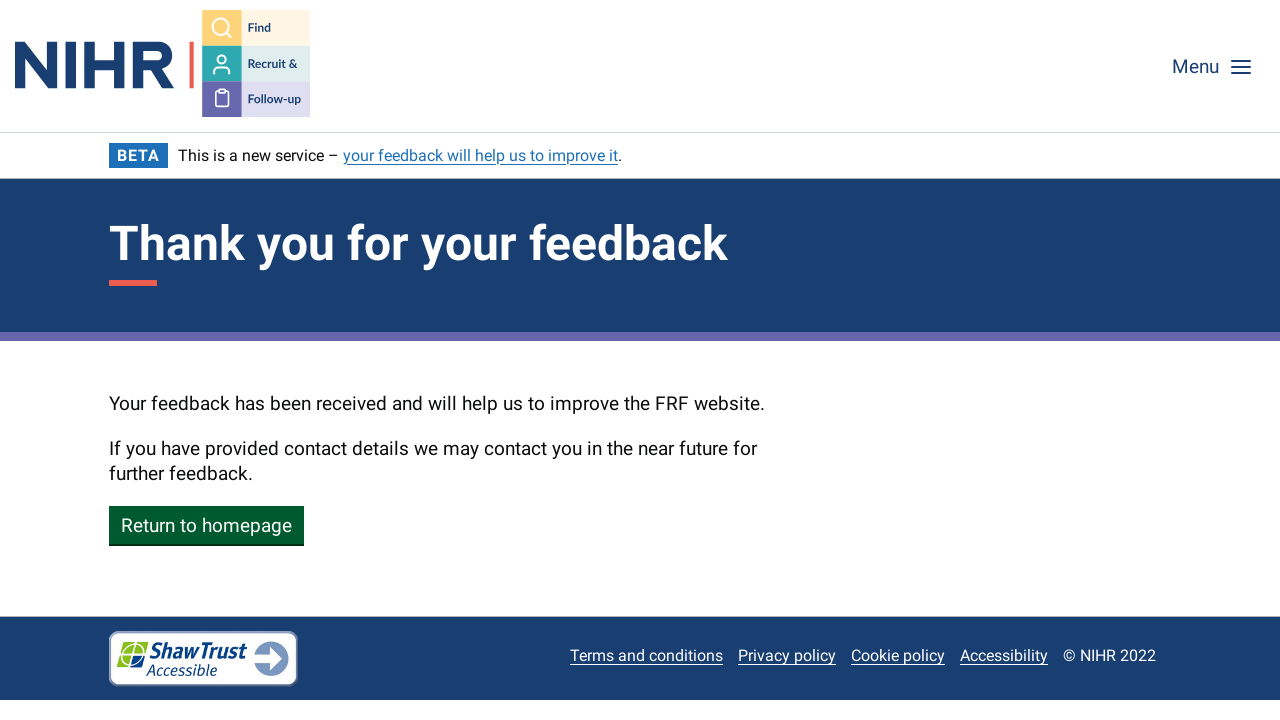 NIHR
Find
Recruit &
Follow-up
Menu
BETA This is a new service – your feedback will help us to improve it.
Thank you for your feedback
Your feedback has been received and will help us to improve the FRF website.
If you have provided contact details we may contact you in the near future for
further feedback.
Return to homepage
ShawTrust
Accessible
Terms and conditions Privacy policy Cookie policy Accessibility © NIHR 2022